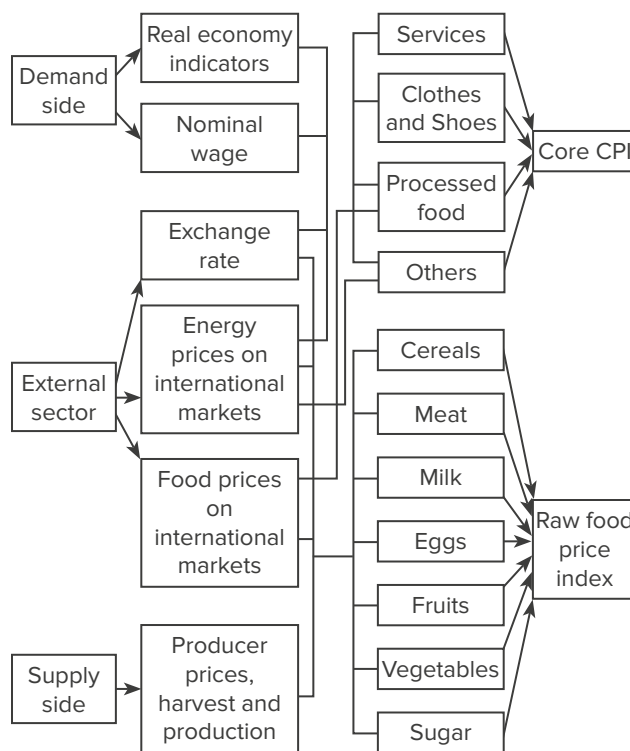 Demand
side
External
sector
Supply
side
Real economy
indicators
Nominal
wage
Exchange
rate
Energy
prices on
international
markets
Food prices
on
international
markets
Producer
prices,
harvest and
production
Services
Clothes
and Shoes
Processed
food
Others
Cereals
Meat
Milk
Eggs
Fruits
Vegetables
Sugar
Core CPI
Raw food
price
index